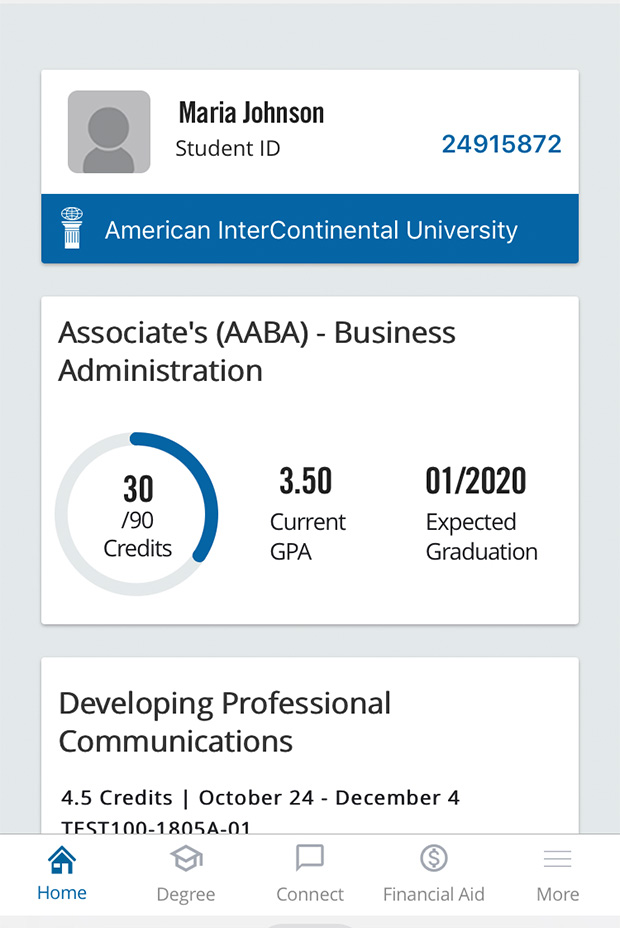 Maria Johnson
Student ID
24915872
American InterContinental University
Associate's (AABA) - Business
Administration
30
/90
Credits
3.50
Current
GPA
01/2020
Expected
Graduation
Developing Professional
Communications
4.5 Credits | October 24 - December 4
TEST100-1805A-01
Home
Degree
Connect
Financial Aid
More